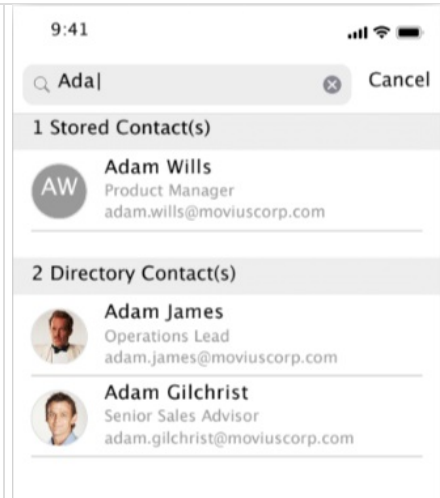 9:41
Ada
Cancel
1 Stored Contact(s)
AW
Adam Wills
Product Manager
adam.wills@moviuscorp.com
2 Directory Contact(s)
Adam James
Operations Lead
adam.james@moviuscorp.com
Adam Gilchrist
Senior Sales Advisor
adam.gilchrist@moviuscorp.com